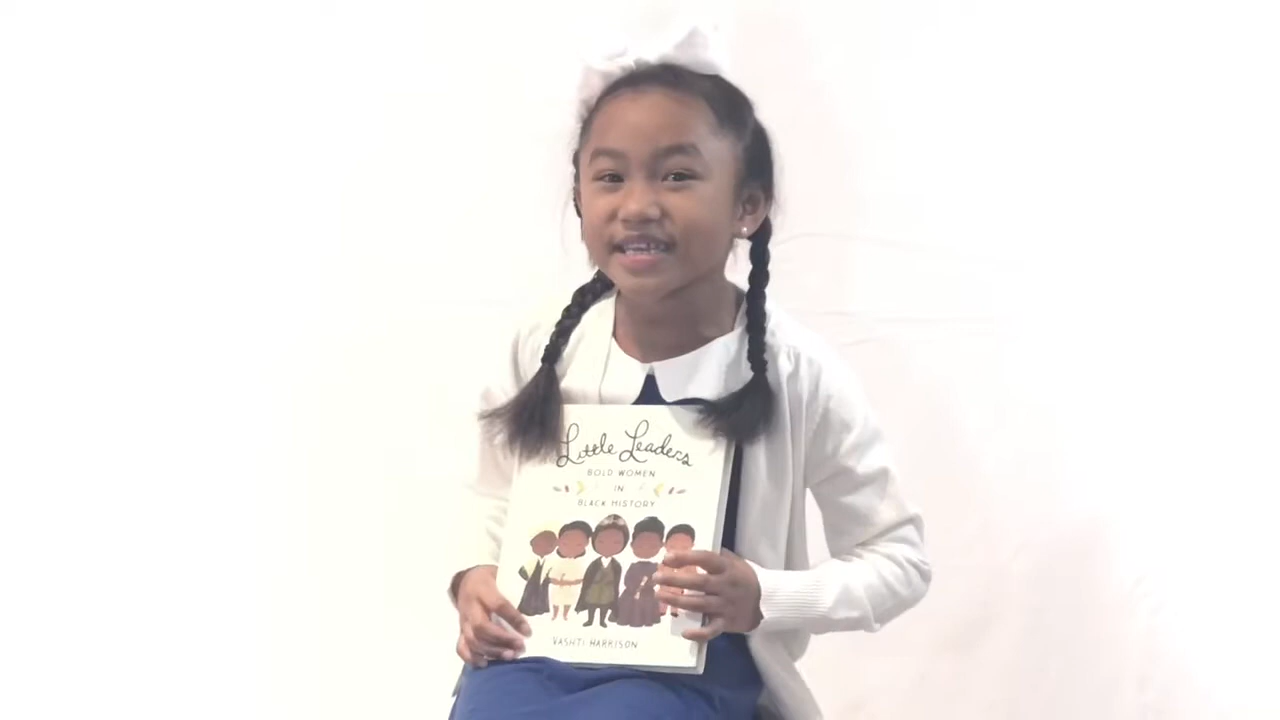 Little Leaders
BOLD WOMEN
IN
BLACK HISTORY
VASHTI HARRISON